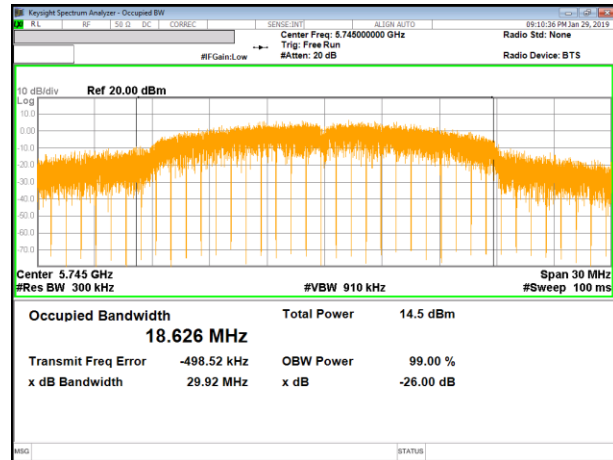 Keysight Spectrum Analyzer - Occupied BW
RL RF 50 Ω DC CORREC SENSE:INT ALIGN AUTO 09:10:36 PM Jan 29, 2019
Center Freq: 5.745000000 GHz Radio Std: None
Trig: Free Run
#IFGain:Low #Atten: 20 dB Radio Device: BTS
10 dB/div Ref 20.00 dBm
Log
10.0
0.00
-10.0
-20.0
-30.0
-40.0
-50.0
-60.0
-70.0
Center 5.745 GHz Span 30 MHz
#Res BW 300 kHz #VBW 910 kHz #Sweep 100 ms
Occupied Bandwidth Total Power 14.5 dBm
18.626 MHz
Transmit Freq Error -498.52 kHz OBW Power 99.00 %
x dB Bandwidth 29.92 MHz x dB -26.00 dB
MSG STATUS